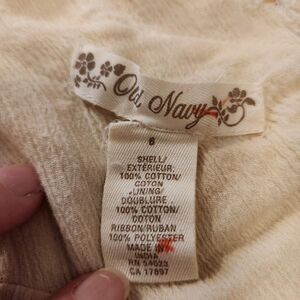 Old Navy
6
SHELL/
EXTERIEUR:
100% COTTON/
COTON
LINING/
DOUBLURE
100% COTTON/
COTON
RIBBON/RUBAN
100% POLYESTER
MADE IN
INDIA
RN 54023
CA 17897